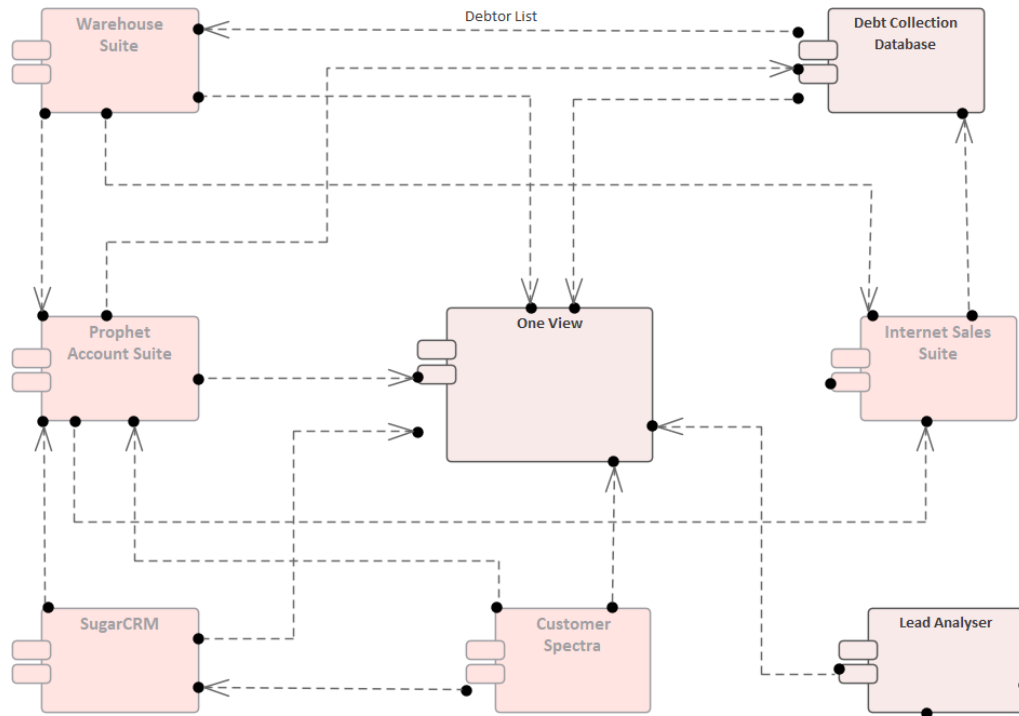 Debtor List
Warehouse
Suite
Debt Collection
Database
Prophet
Account Suite
One View
Internet Sales
Suite
SugarCRM
Customer
Spectra
Lead Analyser